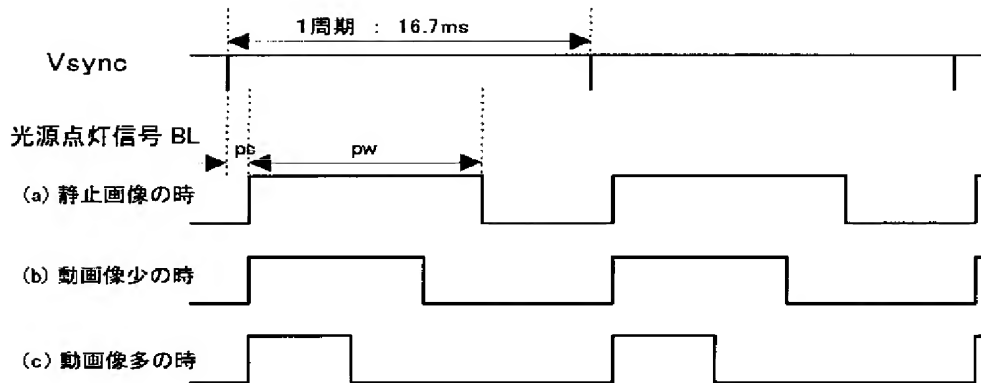 1周期 : 16.7ms
Vsync
光源点灯信号 BL
ps
pw
(a) 静止画像の時
(b) 動画像少の時
(c) 動画像多の時